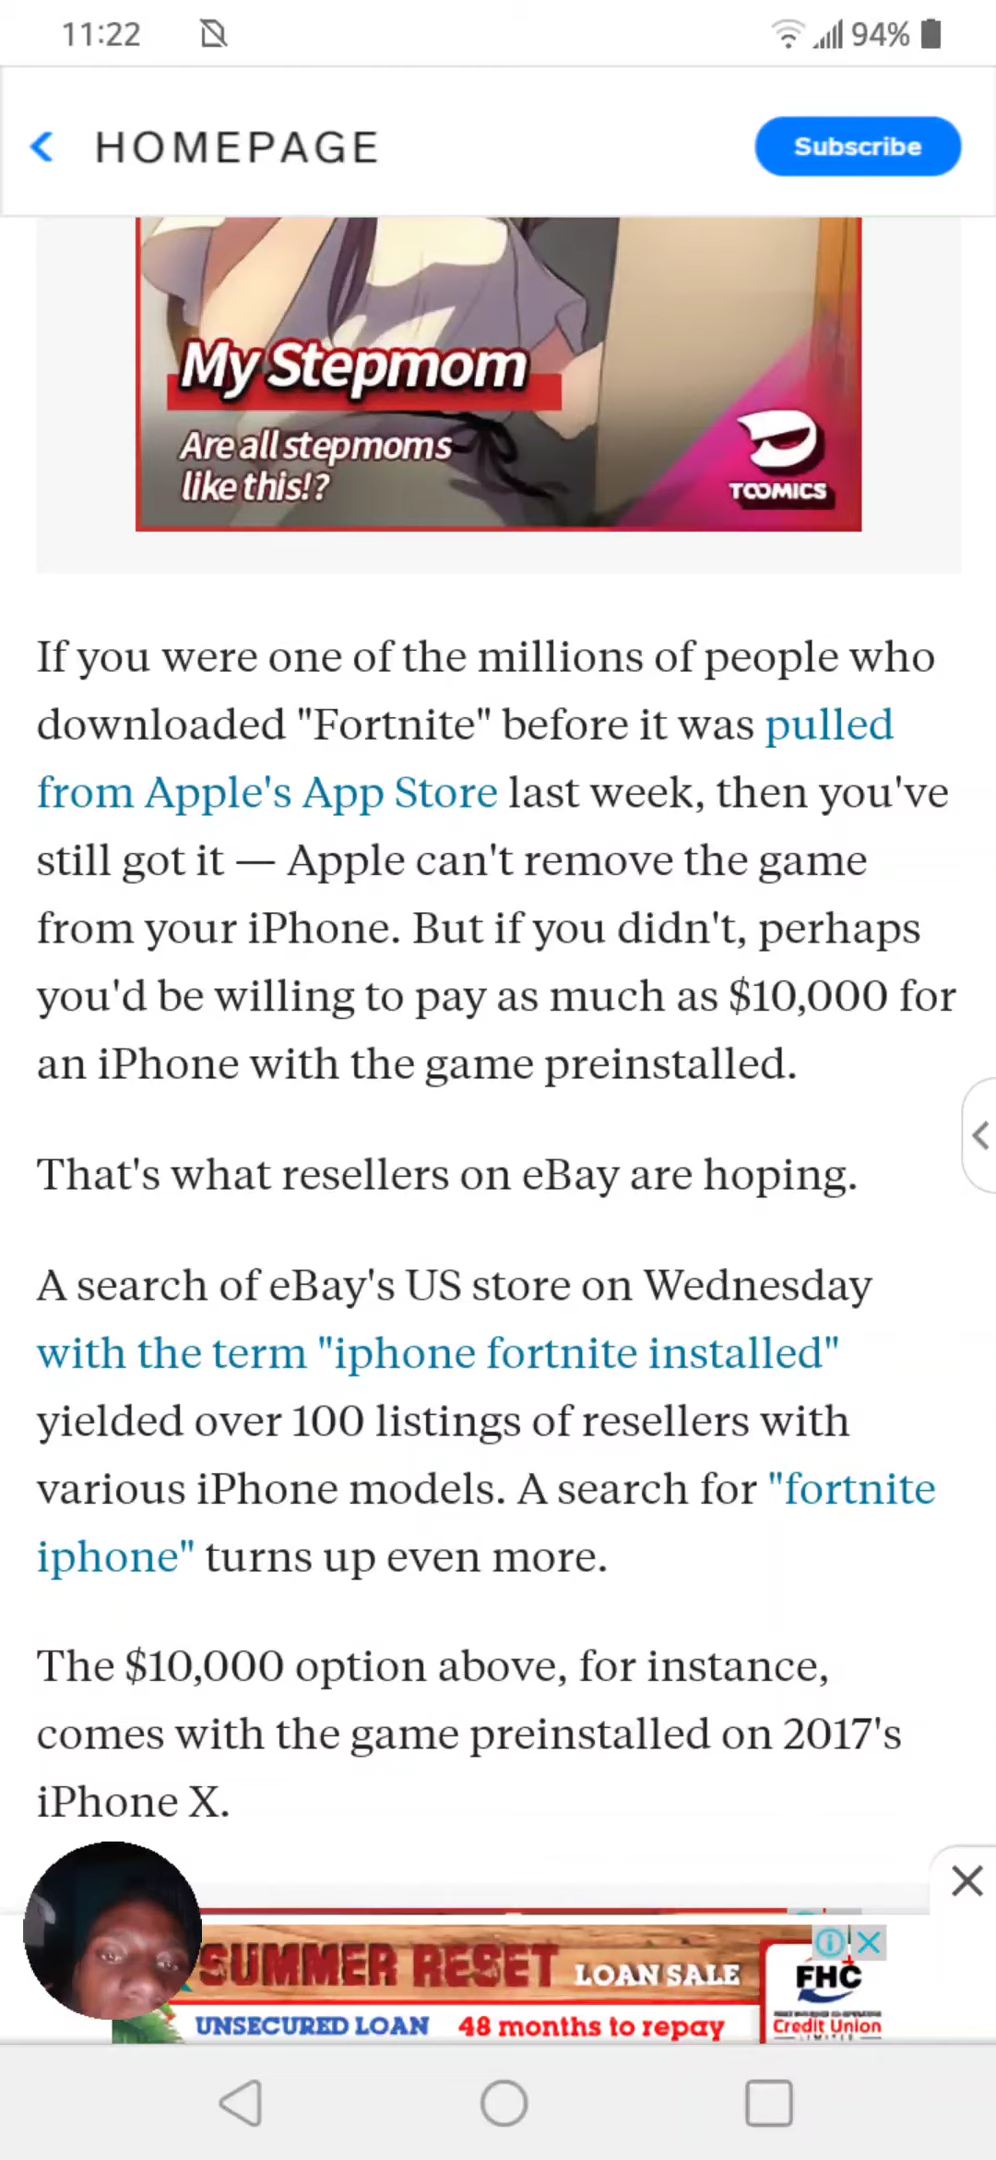 11:22
94%
HOMEPAGE
Subscribe
My Stepmom
Are all stepmoms
like this!?
TOOMICS
If you were one of the millions of people who
downloaded "Fortnite" before it was pulled
from Apple's App Store last week, then you've
still got it — Apple can't remove the game
from your iPhone. But if you didn't, perhaps
you'd be willing to pay as much as $10,000 for
an iPhone with the game preinstalled.
That's what resellers on eBay are hoping.
A search of eBay's US store on Wednesday
with the term "iphone fortnite installed"
yielded over 100 listings of resellers with
various iPhone models. A search for "fortnite
iphone" turns up even more.
The $10,000 option above, for instance,
comes with the game preinstalled on 2017's
iPhone X.
SUMMER RESET LOAN SALE
FHC
UNSECURED LOAN 48 months to repay
Credit Union
LIMITED